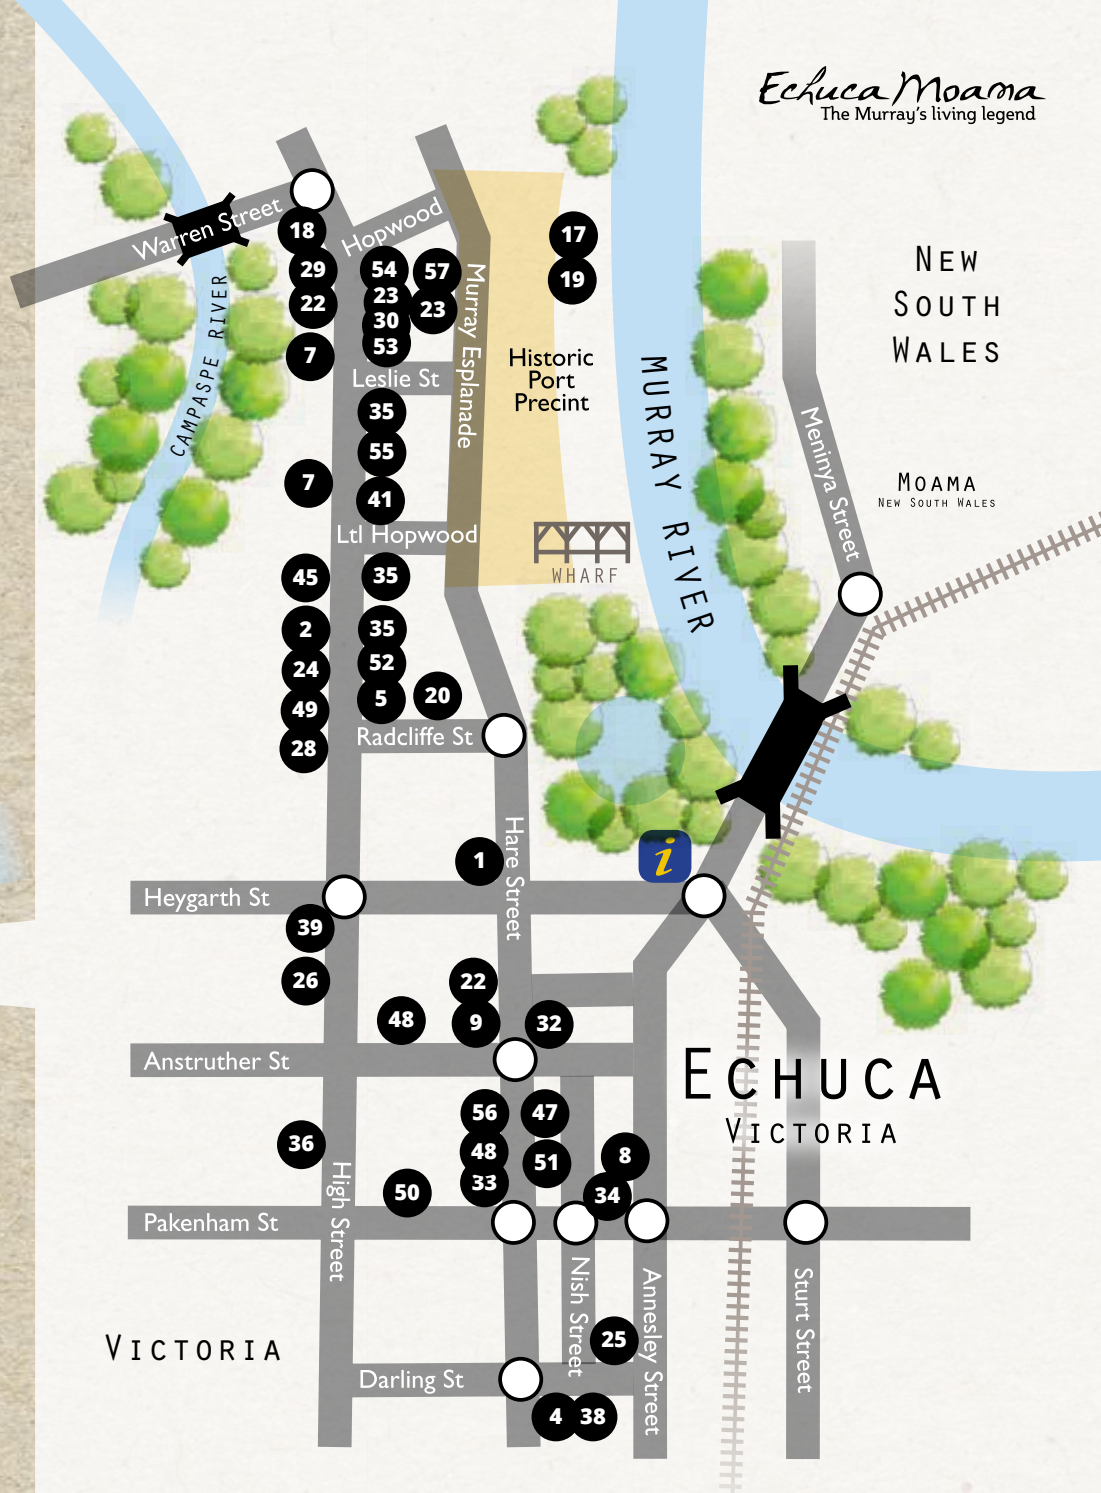 Echuca Moama
The Murray's living legend
Warren Street
18
Hopwood
17
19
29
22
7
54
23
30
53
57
23
Murray Esplanade
Historic
Port
Precint
Leslie St
CAMPASPE RIVER
MURRAY RIVER
New
South
Wales
Meninya Street
Moama
New South Wales
35
55
41
7
Ltl Hopwood
WHARF
45
2
24
49
28
35
35
52
5
20
Radcliffe St
1
Hare Street
i
Heygarth St
39
26
22
9
48
32
Anstruther St
Echuca
Victoria
56
48
33
47
51
8
34
36
50
High Street
Pakenham St
Nish Street
Annesley Street
Sturt Street
25
Victoria
Darling St
4
38